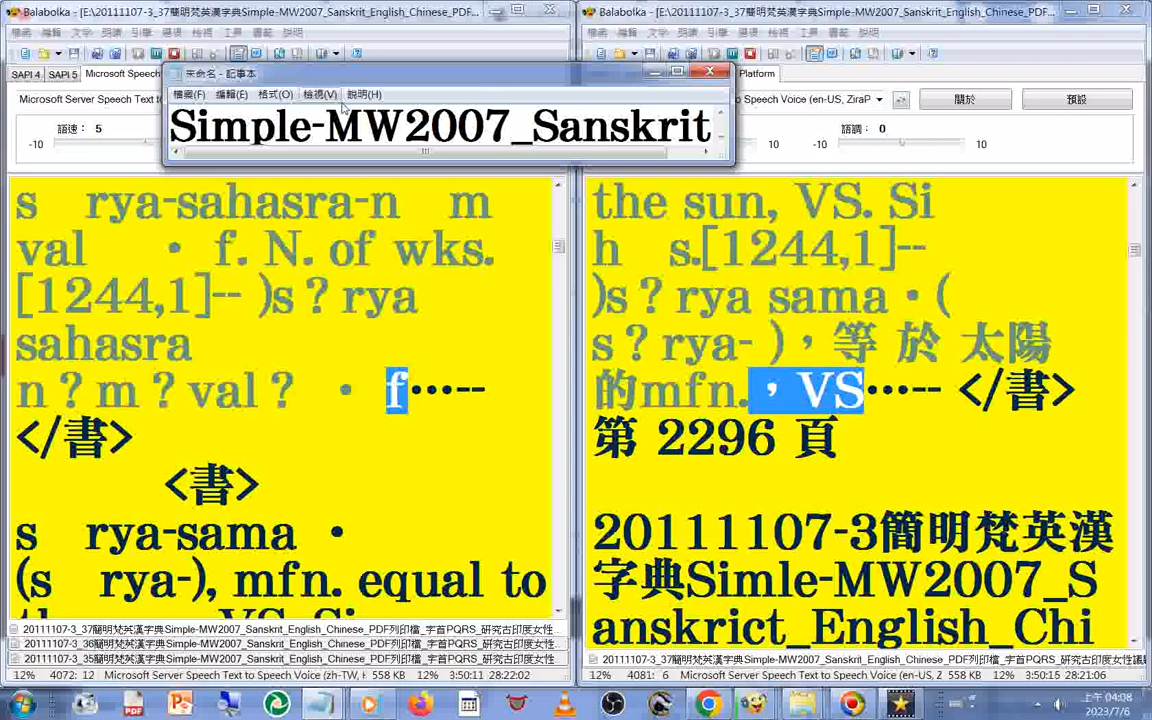 Balabolka - [E:\20111107-3_37簡明梵英漢字典Simple-MW2007_Sanskrit_English_Chinese_PDF...
Balabolka - [E:\20111107-3_37簡明梵英漢字典Simple-MW2007_Sanskrit_English_Chinese_PDF...
SAPI 4 SAPI 5 Microsoft Speech
Platform
未命名 - 記事本
檔案(F) 編輯(E) 格式(O) 檢視(V) 說明(H)
Simple-MW2007_Sanskrit
Microsoft Server Speech Text to
Speech Voice (en-US, ZiraP
關於
預設
語速： 5
語調： 0
-10
10
-10
10
s rya-sahasra-n m
val • f. N. of wks.
[1244,1]-- )s？rya
sahasra
n？m？val？ • f…--
</書>
<書>
s rya-sama •
(s rya-), mfn. equal to
the sun, VS. Si
h s.[1244,1]--
)s？rya sama•(
s？rya- )，等 於 太陽
的mfn.，VS…-- </書>
第 2296 頁
20111107-3簡明梵英漢
字典Simle-MW2007_S
anskrict_English_Chi
20111107-3_37簡明梵英漢字典Simple-MW2007_Sanskrit_English_Chinese_PDF列印檔_字首PQRS_研究古印度女性...
20111107-3_36簡明梵英漢字典Simple-MW2007_Sanskrit_English_Chinese_PDF列印檔_字首PQRS_研究古印度女性...
20111107-3_35簡明梵英漢字典Simple-MW2007_Sanskrit_English_Chinese_PDF列印檔_字首PQRS_研究古印度女性...
20111107-3_37簡明梵英漢字典Simple-MW2007_Sanskrit_English_Chinese_PDF列印檔_字首PQRS_研究古印度女性
12% 4072: 12 Microsoft Server Speech Text to Speech Voice (zh-TW, H 558 KB 12% 3:50:11 28:22:02
12% 4081: 6 Microsoft Server Speech Text to Speech Voice (en-US, Z 558 KB 12% 3:50:15 28:21:06
上午 04:08
2023/7/6